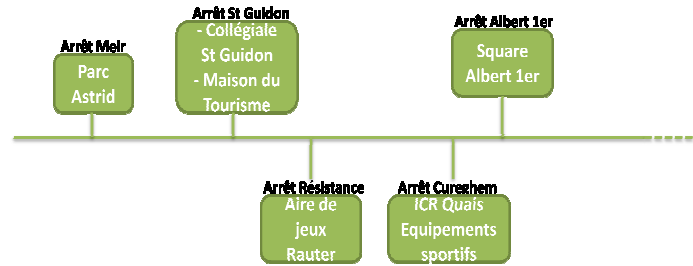 Arrêt Meir
Parc
Astrid
Arrêt St Guidon
- Collégiale
St Guidon
- Maison du
Tourisme
Arrêt Résistance
Aire de
jeux
Rauter
Arrêt Cureghem
ICR Quais
Equipements
sportifs
Arrêt Albert 1er
Square
Albert 1er